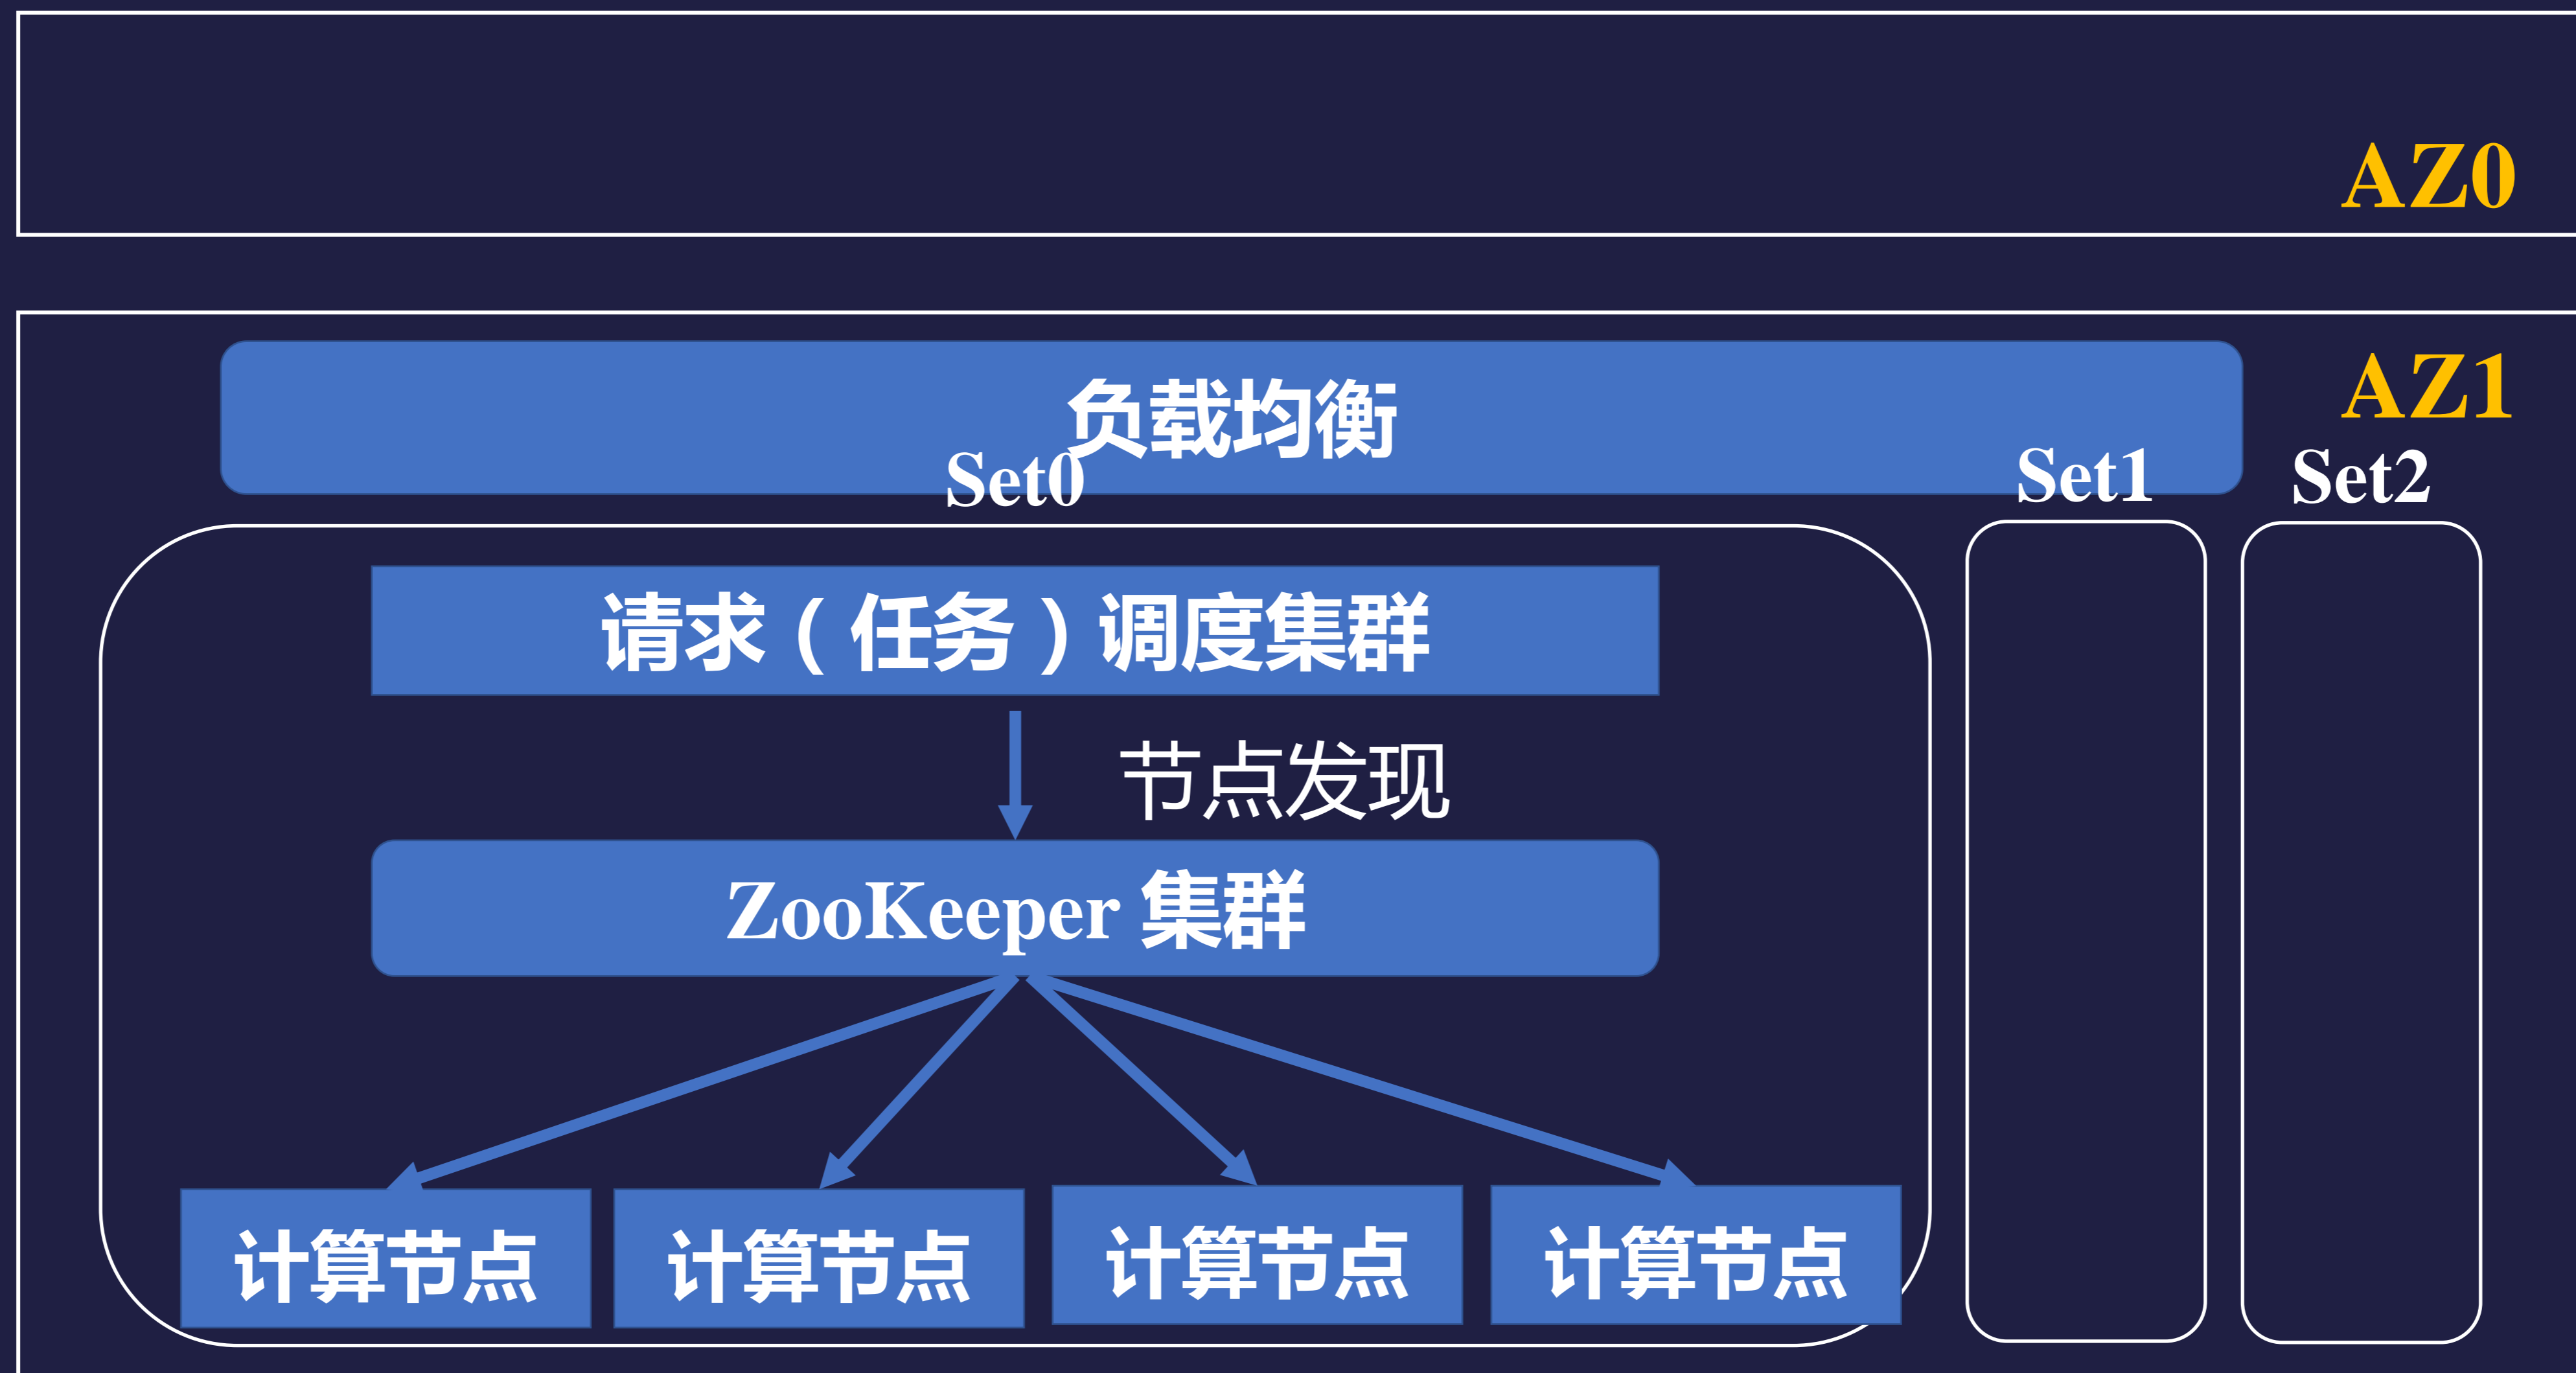 AZ0
AZ1
负载均衡
Set0
Set1
Set2
请求（任务）调度集群
节点发现
ZooKeeper 集群
计算节点
计算节点
计算节点
计算节点